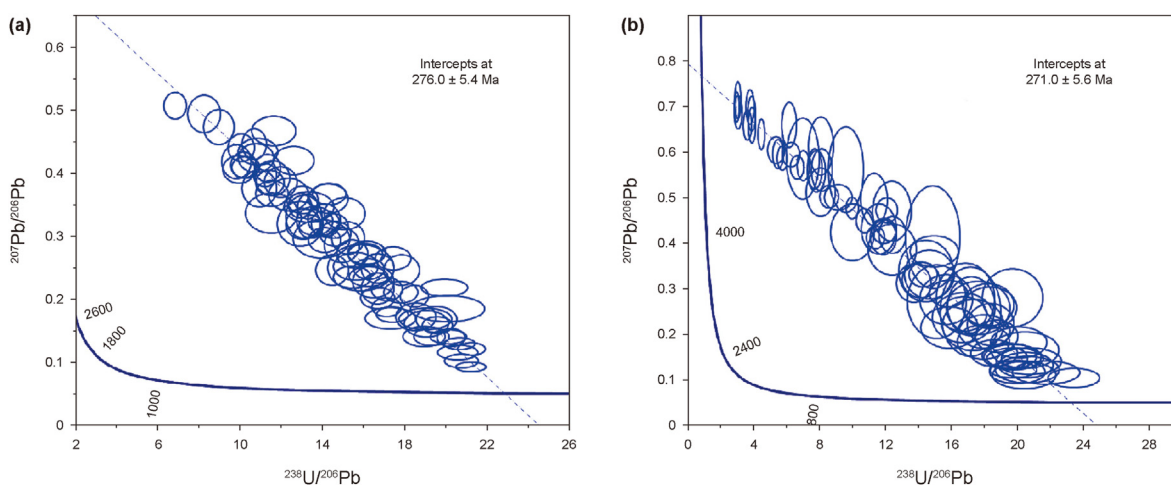 (a)
0.6
0.5
0.4
0.3
0.2
0.1
0
207Pb/206Pb
Intercepts at
276.0 ± 5.4 Ma
2600
1800
1000
2 6 10 14 18 22 26
238U/206Pb
(b)
0.8
0.7
0.6
0.5
0.4
0.3
0.2
0.1
0
207Pb/206Pb
Intercepts at
271.0 ± 5.6 Ma
4000
2400
800
0 4 8 12 16 20 24 28
238U/206Pb